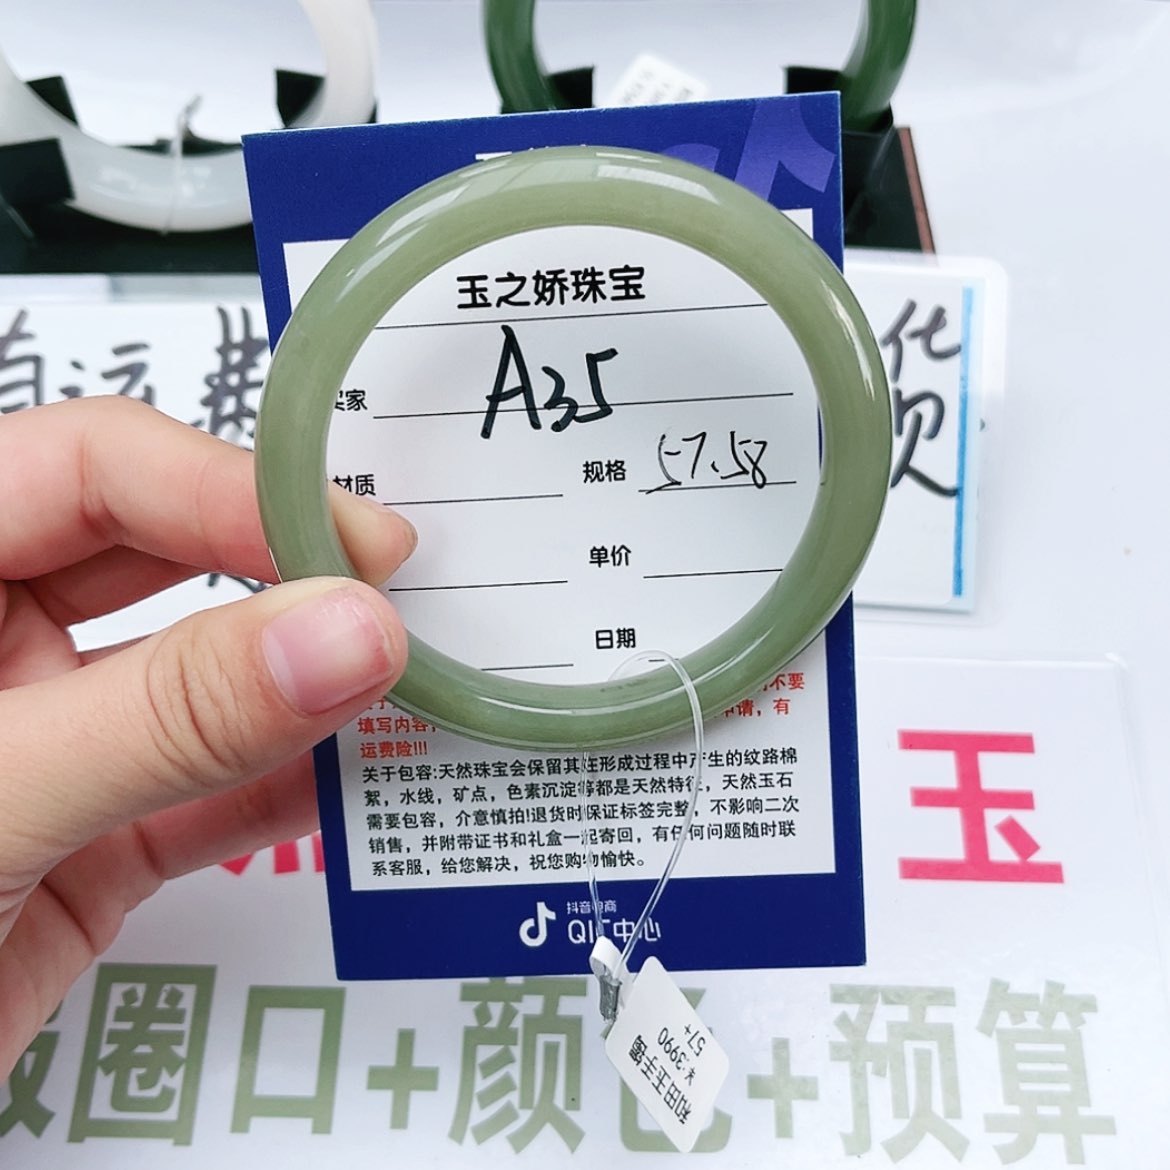 玉之娇珠宝
有运费
货
买家 A35
材质
规格 57.58
单价
日期
不要
填写内容,
申请，有
运费险!!!
关于包容:天然珠宝会保留其在形成过程中产生的纹路棉
絮，水线，矿点，色素沉淀等都是天然特征，天然玉石
需要包容，介意慎拍!退货时保证标签完整，不影响二次
销售，并附带证书和礼盒一起寄回，有任何问题随时联
系客服，给您解决，祝您购物愉快。
玉
抖音电商
QIC中心
圈口+颜色+预算
和田玉手镯
¥:3990
57+